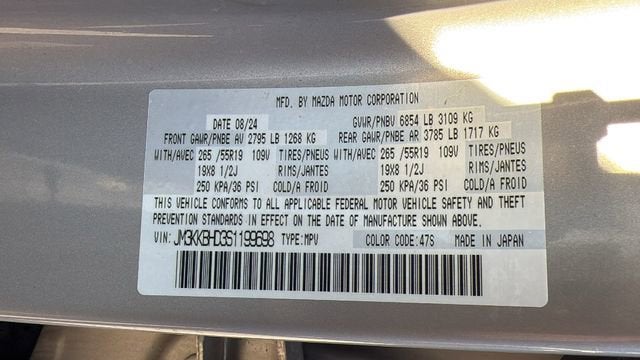 MFD. BY MAZDA MOTOR CORPORATION
DATE 08/24 GVWR/PNBV 6854 LB 3109 KG
FRONT GAWR/PNBE AV 2795 LB 1268 KG REAR GAWR/PNBE AR 3785 LB 1717 KG
WITH/AVEC 265 /55R19 109V TIRES/PNEUS WITH/AVEC 265 /55R19 109V TIRES/PNEUS
19X8 1/2J RIMS/JANTES 19X8 1/2J RIMS/JANTES
250 KPA/36 PSI COLD/A FROID 250 KPA/36 PSI COLD/A FROID
THIS VEHICLE CONFORMS TO ALL APPLICABLE FEDERAL MOTOR VEHICLE SAFETY AND THEFT
PREVENTION STANDARDS IN EFFECT ON THE DATE OF MANUFACTURE SHOWN ABOVE.
VIN: JM3KKBHD3S1199698 TYPE:MPV COLOR CODE:47S MADE IN JAPAN